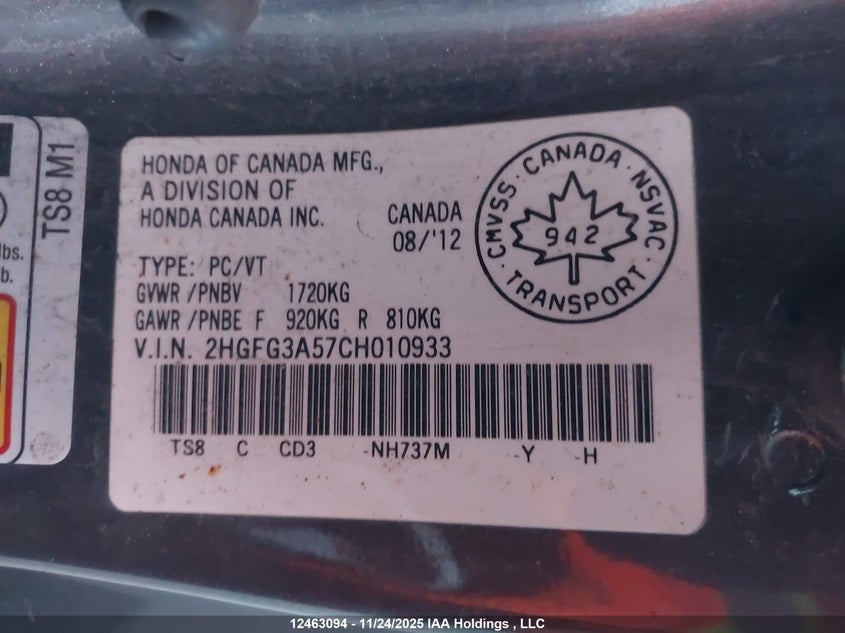 TS8 M1
lbs.
b.
HONDA OF CANADA MFG.,
A DIVISION OF
HONDA CANADA INC.
CANADA
08/'12
CMVSS · CANADA · NSVAC · TRANSPORT ·
942
TYPE: PC/VT
GVWR /PNBV 1720KG
GAWR /PNBE F 920KG R 810KG
V.I.N. 2HGFG3A57CH010933
TS8 C CD3 -NH737M -Y -H
12463094 - 11/24/2025 IAA Holdings , LLC